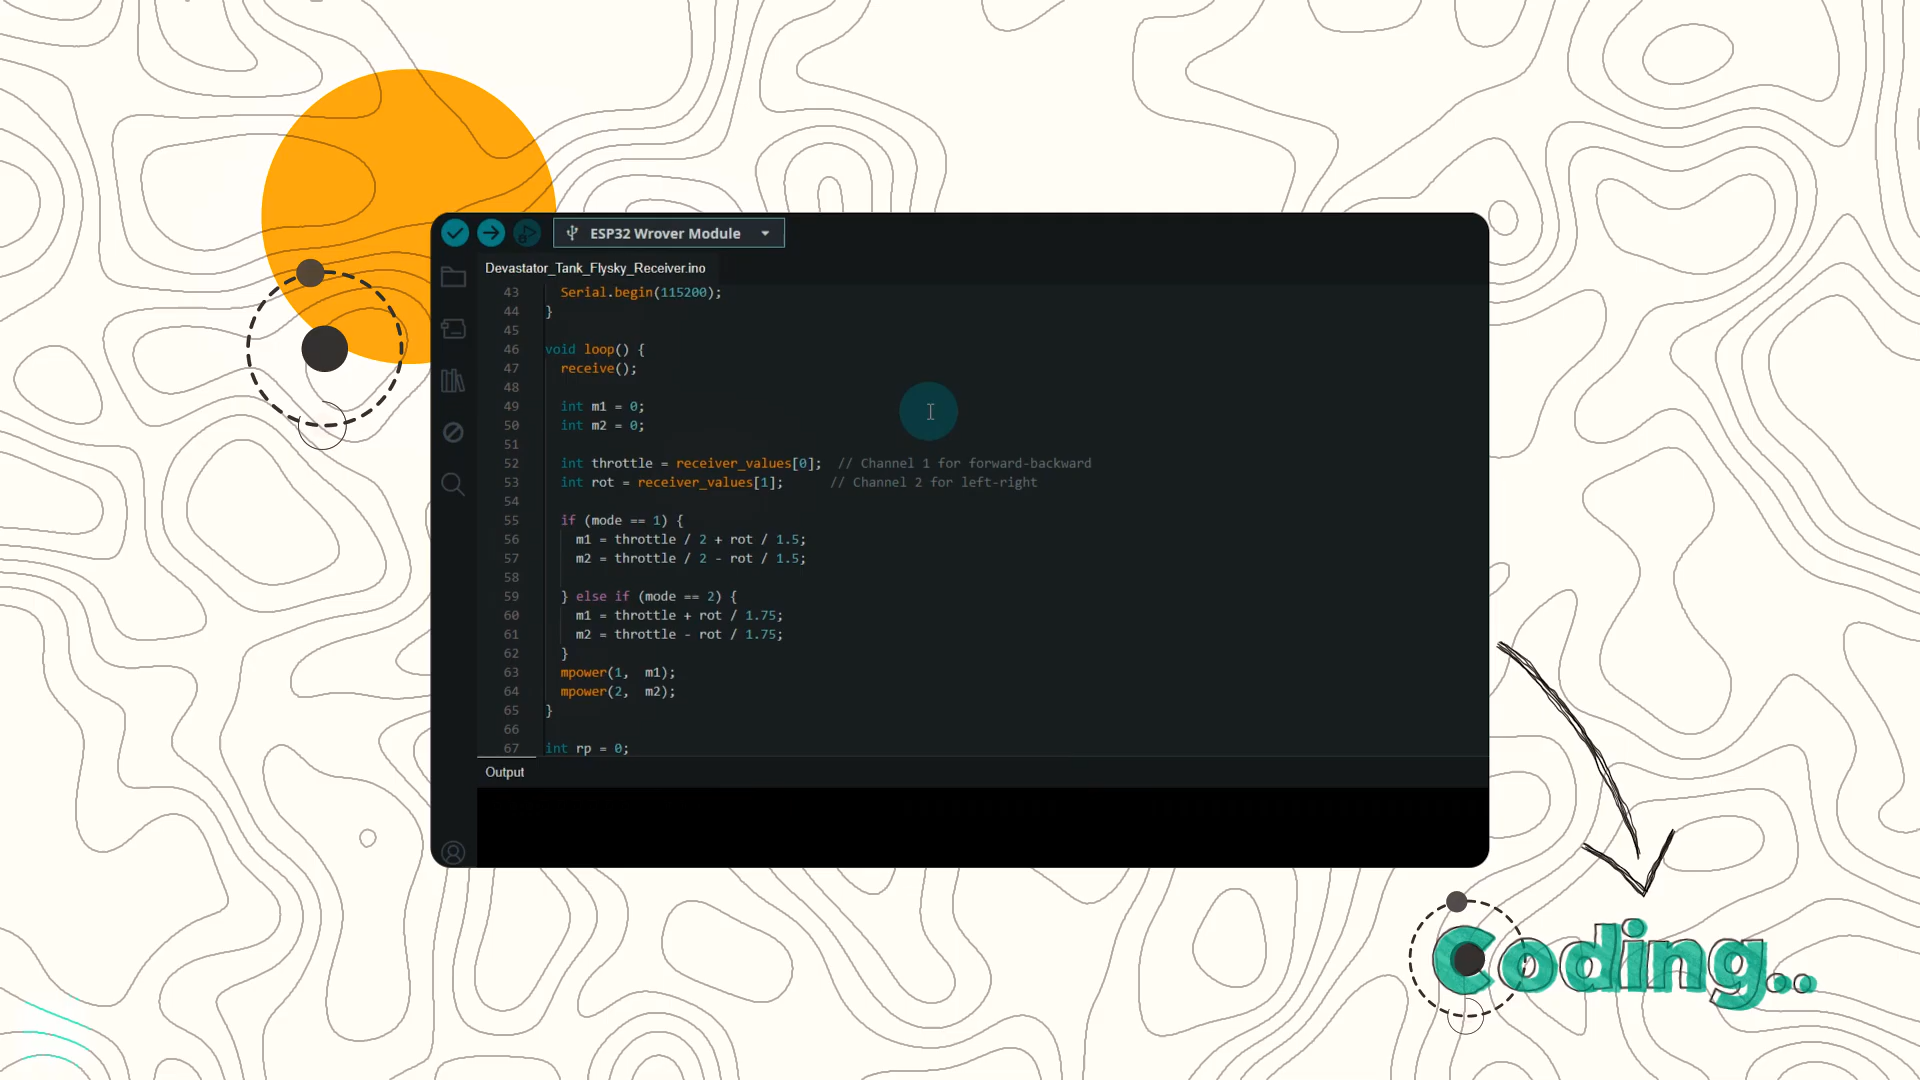 ESP32 Wrover Module
Devastator_Tank_Flysky_Receiver.ino
43 Serial.begin(115200);
44 }
45
46 void loop() {
47 receive();
48
49 int m1 = 0;
50 int m2 = 0;
51
52 int throttle = receiver_values[0]; // Channel 1 for forward-backward
53 int rot = receiver_values[1]; // Channel 2 for left-right
54
55 if (mode == 1) {
56 m1 = throttle / 2 + rot / 1.5;
57 m2 = throttle / 2 - rot / 1.5;
58
59 } else if (mode == 2) {
60 m1 = throttle + rot / 1.75;
61 m2 = throttle - rot / 1.75;
62 }
63 mpower(1, m1);
64 mpower(2, m2);
65 }
66
67 int rp = 0;
Output
Coding..